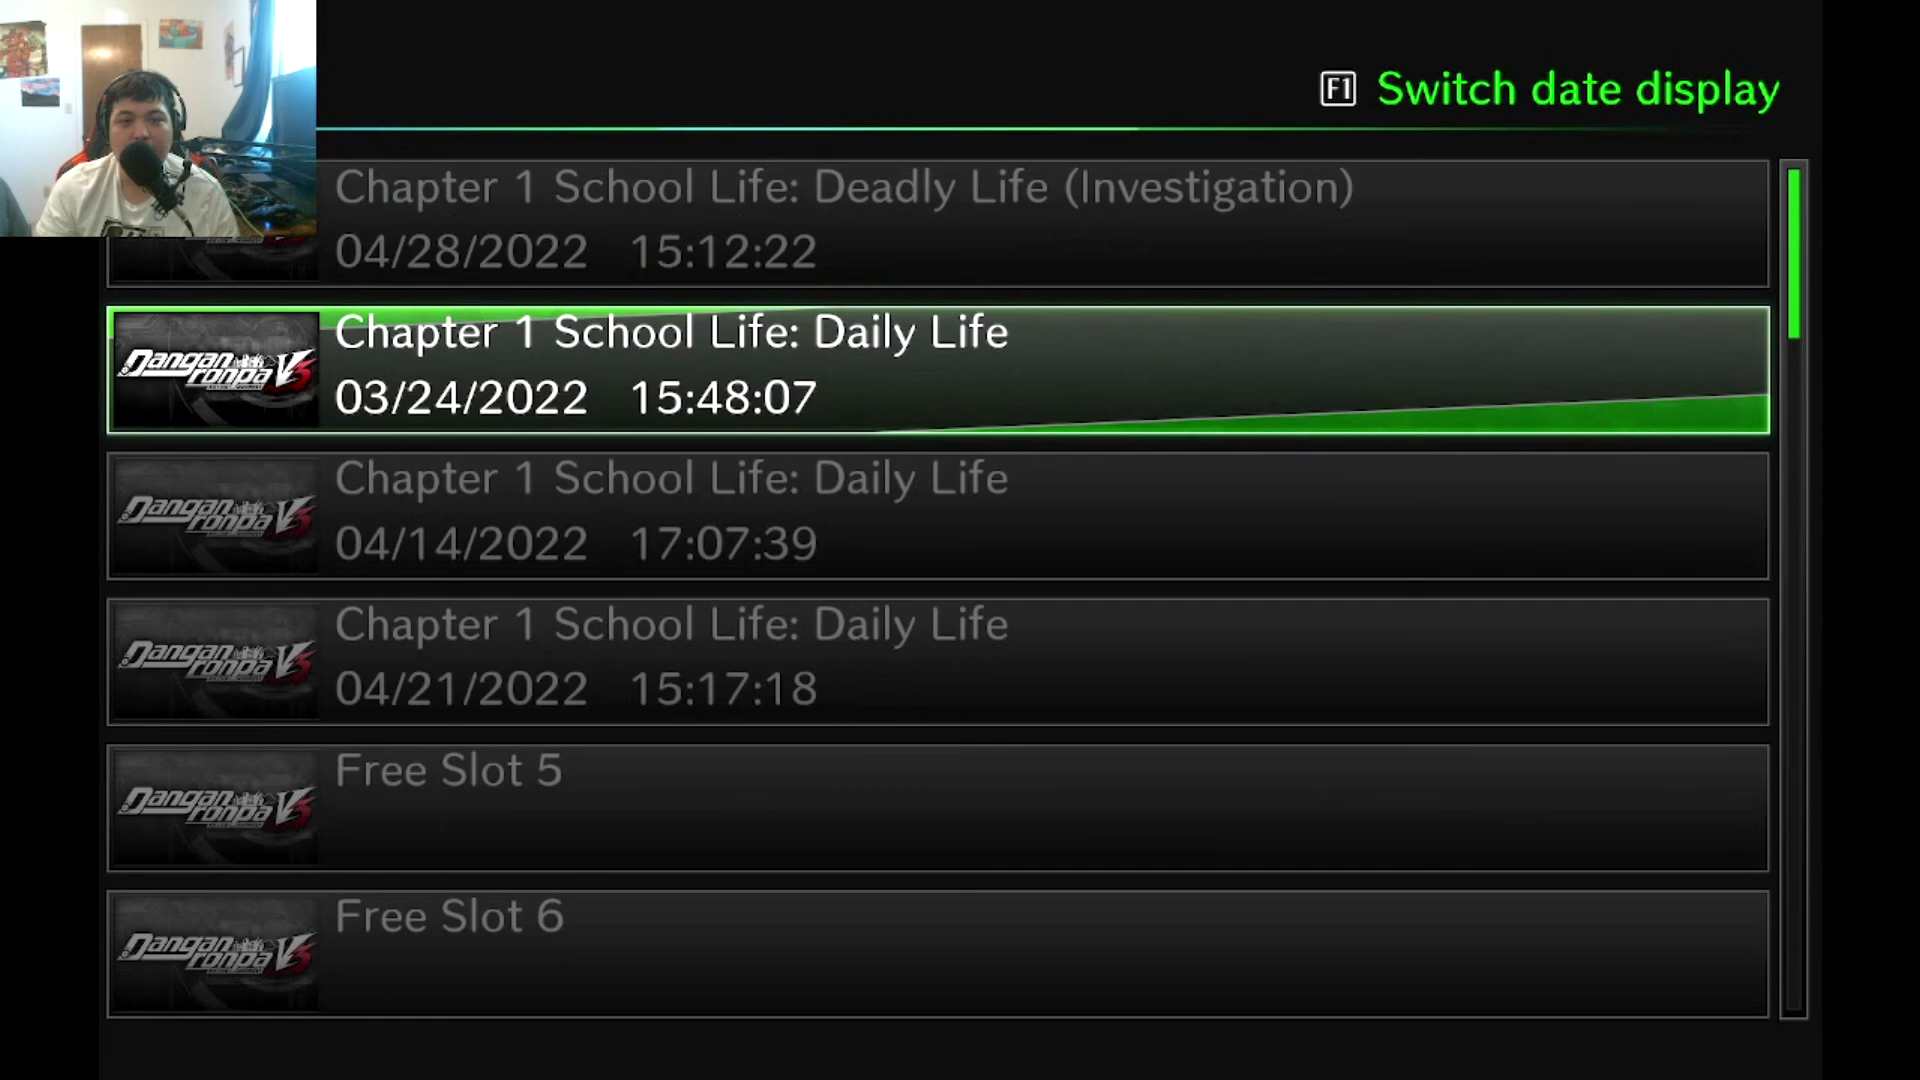 F1 Switch date display
Chapter 1 School Life: Deadly Life (Investigation)
04/28/2022 15:12:22
Danganronpa V3
Chapter 1 School Life: Daily Life
03/24/2022 15:48:07
Danganronpa V3
Chapter 1 School Life: Daily Life
04/14/2022 17:07:39
Danganronpa V3
Chapter 1 School Life: Daily Life
04/21/2022 15:17:18
Danganronpa V3
Free Slot 5
Danganronpa V3
Free Slot 6